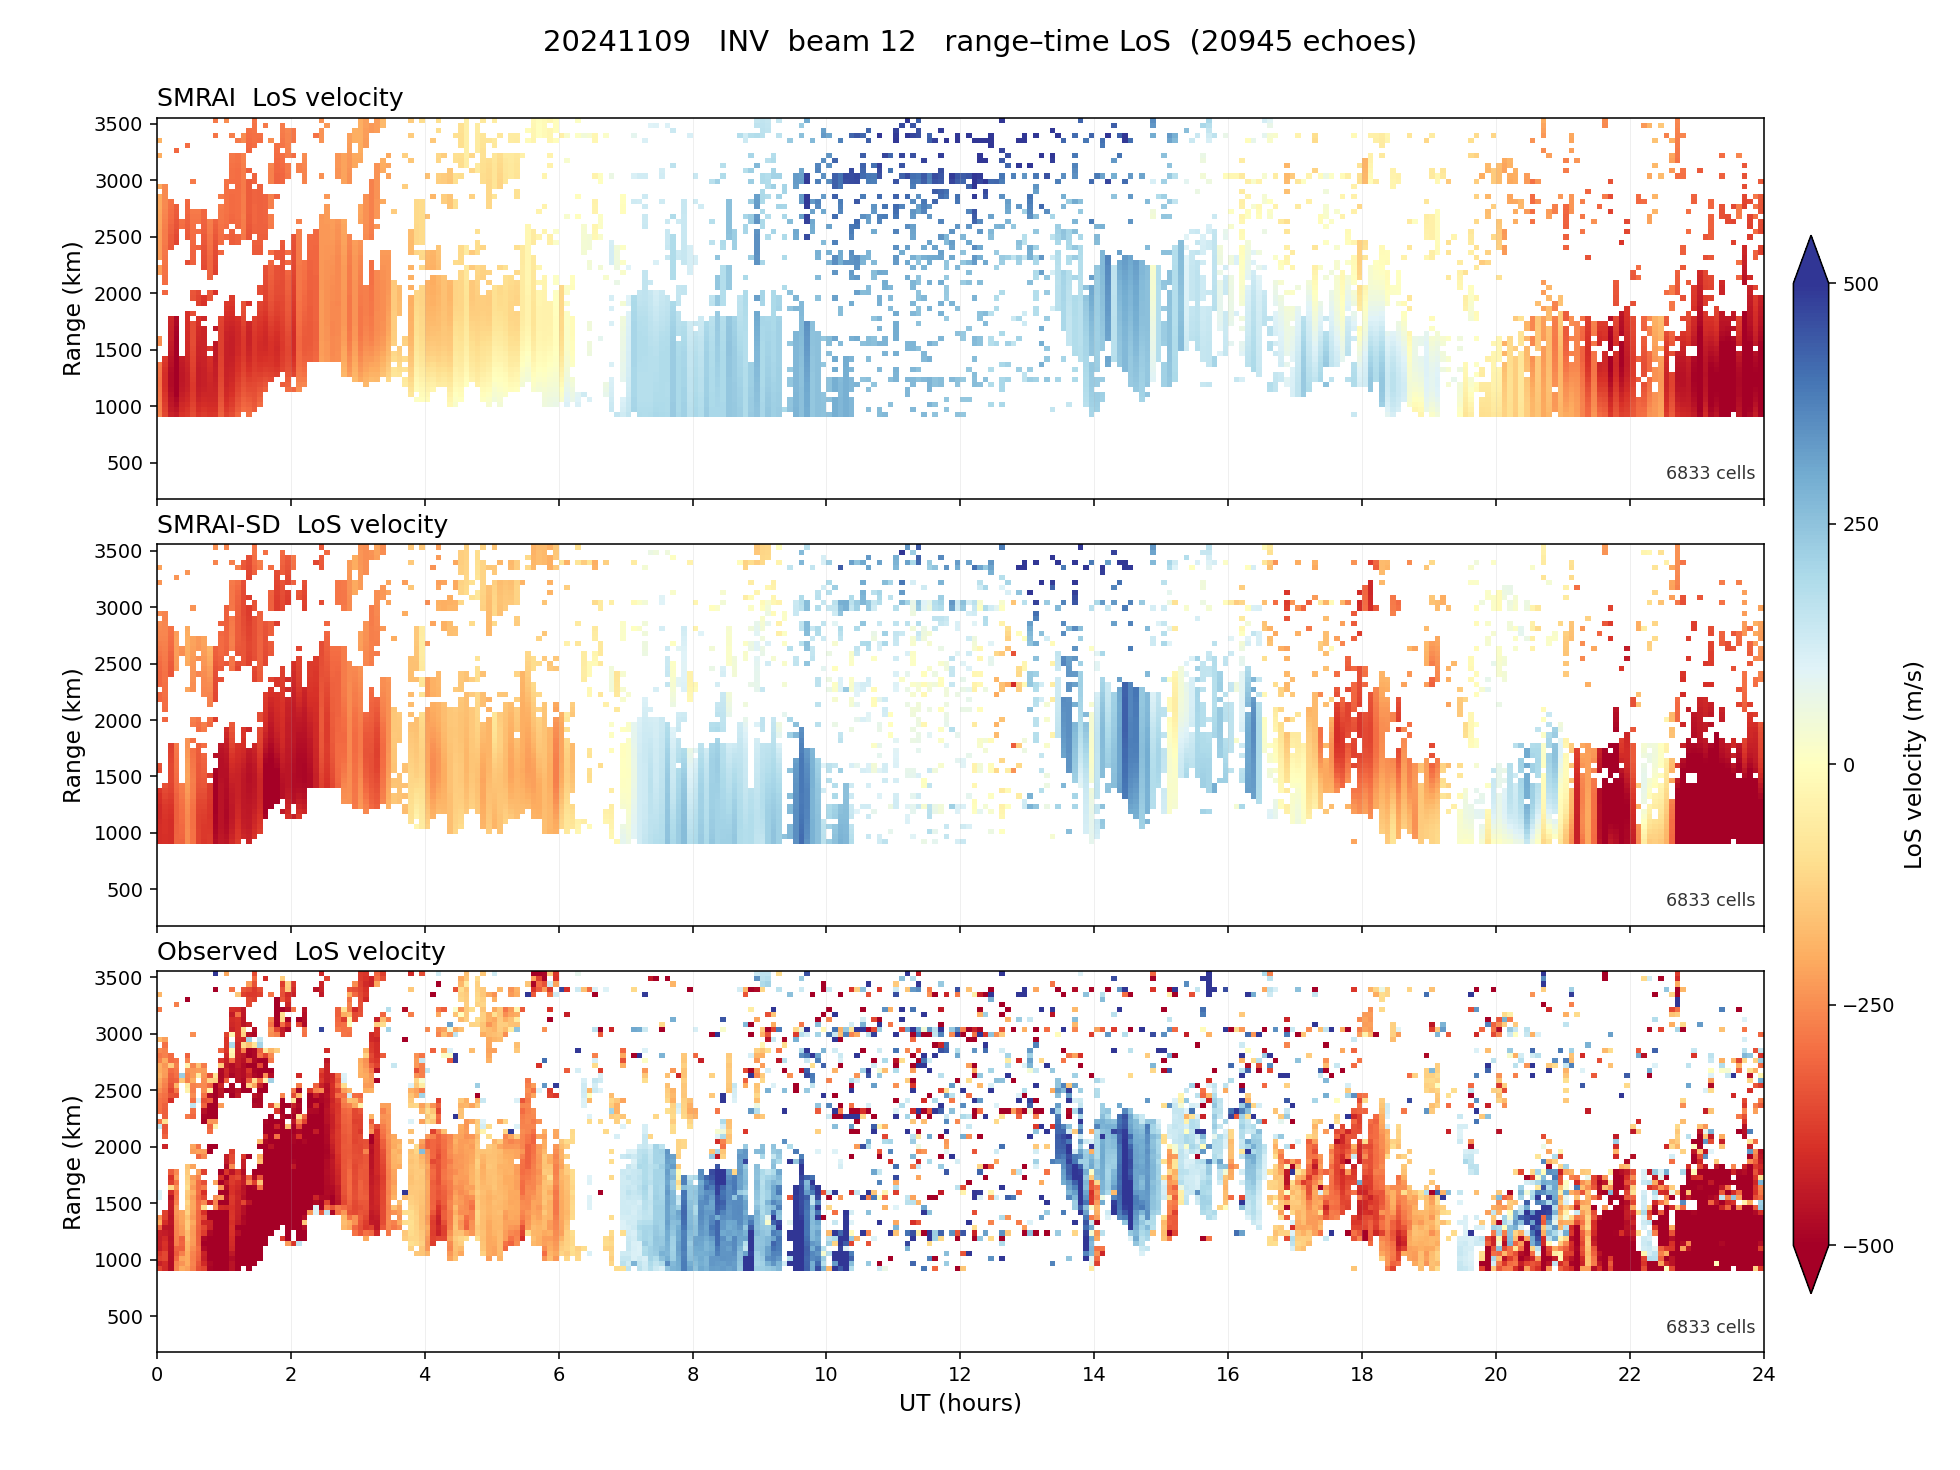 20241109   INV  beam 12   range–time LoS  (20945 echoes)
SMRAI  LoS velocity
3500
3000
2500
2000
1500
1000
500
Range (km)
6833 cells
SMRAI-SD  LoS velocity
3500
3000
2500
2000
1500
1000
500
Range (km)
6833 cells
Observed  LoS velocity
3500
3000
2500
2000
1500
1000
500
Range (km)
6833 cells
0 2 4 6 8 10 12 14 16 18 20 22 24
UT (hours)
500
250
0
−250
−500
LoS velocity (m/s)